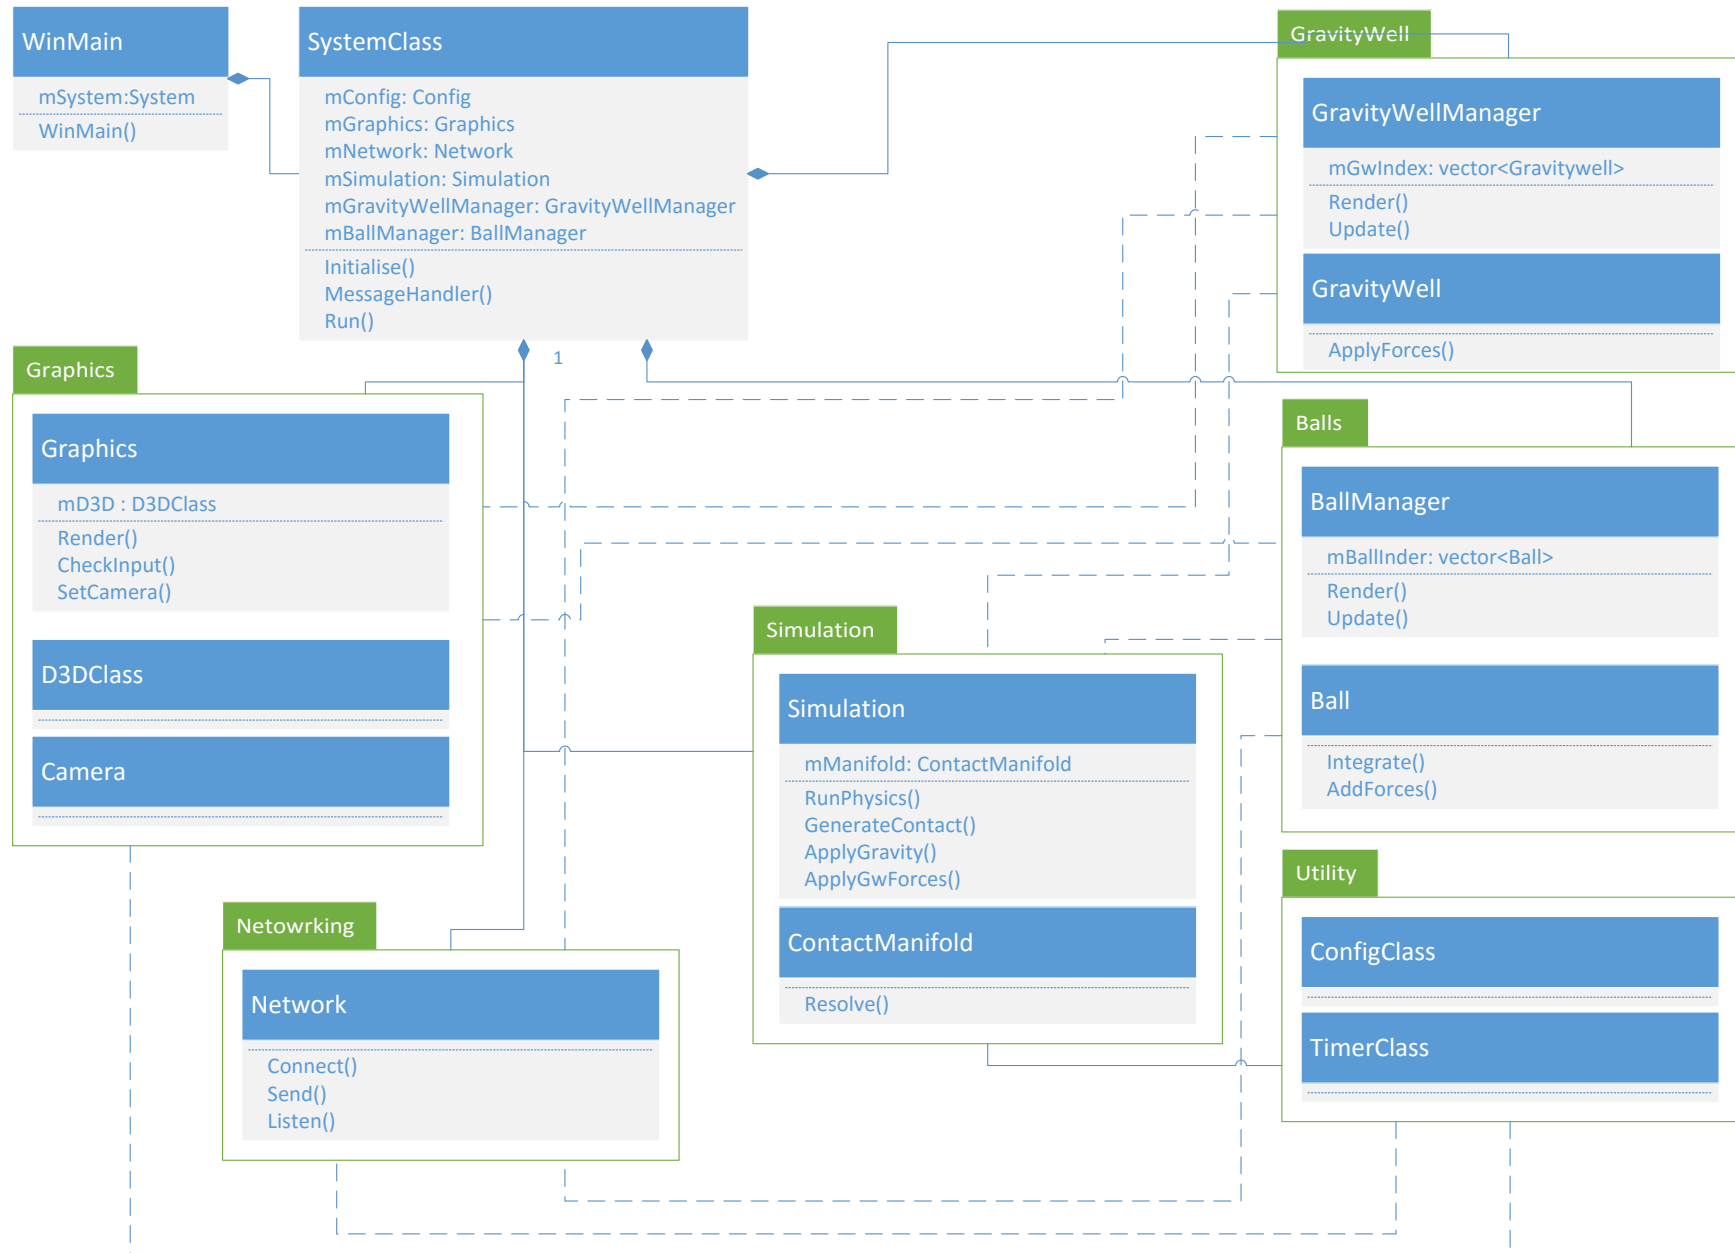 WinMain
mSystem:System
WinMain()
SystemClass
mConfig: Config
mGraphics: Graphics
mNetwork: Network
mSimulation: Simulation
mGravityWellManager: GravityWellManager
mBallManager: BallManager
Initialise()
MessageHandler()
Run()
1
GravityWell
GravityWellManager
mGwIndex: vector<Gravitywell>
Render()
Update()
GravityWell
ApplyForces()
Graphics
Graphics
mD3D : D3DClass
Render()
CheckInput()
SetCamera()
D3DClass
Camera
Balls
BallManager
mBallInder: vector<Ball>
Render()
Update()
Ball
Integrate()
AddForces()
Simulation
Simulation
mManifold: ContactManifold
RunPhysics()
GenerateContact()
ApplyGravity()
ApplyGwForces()
ContactManifold
Resolve()
Netowrking
Network
Connect()
Send()
Listen()
Utility
ConfigClass
TimerClass